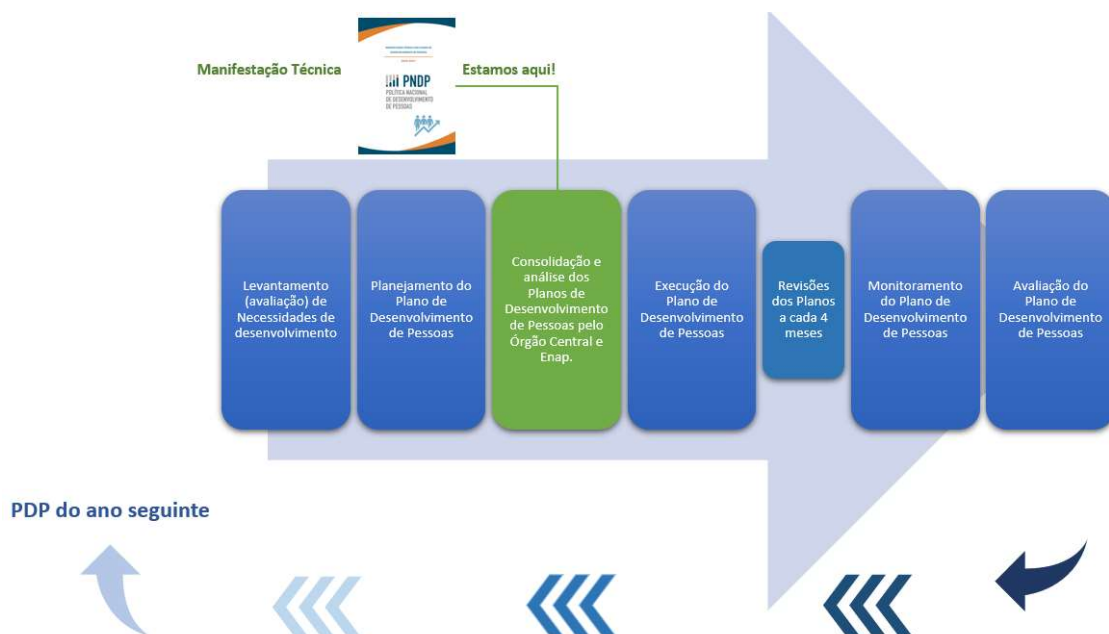 Manifestação Técnica
PNDP
POLÍTICA NACIONAL
DE DESENVOLVIMENTO
DE PESSOAS
Estamos aqui!
Levantamento
(avaliação) de
Necessidades de
desenvolvimento
Planejamento do
Plano de
Desenvolvimento
de Pessoas
Consolidação e
análise dos
Planos de
Desenvolvimento
de Pessoas pelo
Órgão Central e
Enap.
Execução do
Plano de
Desenvolvimento
de Pessoas
Revisões
dos Planos
a cada 4
meses
Monitoramento
do Plano de
Desenvolvimento
de Pessoas
Avaliação do
Plano de
Desenvolvimento
de Pessoas
PDP do ano seguinte